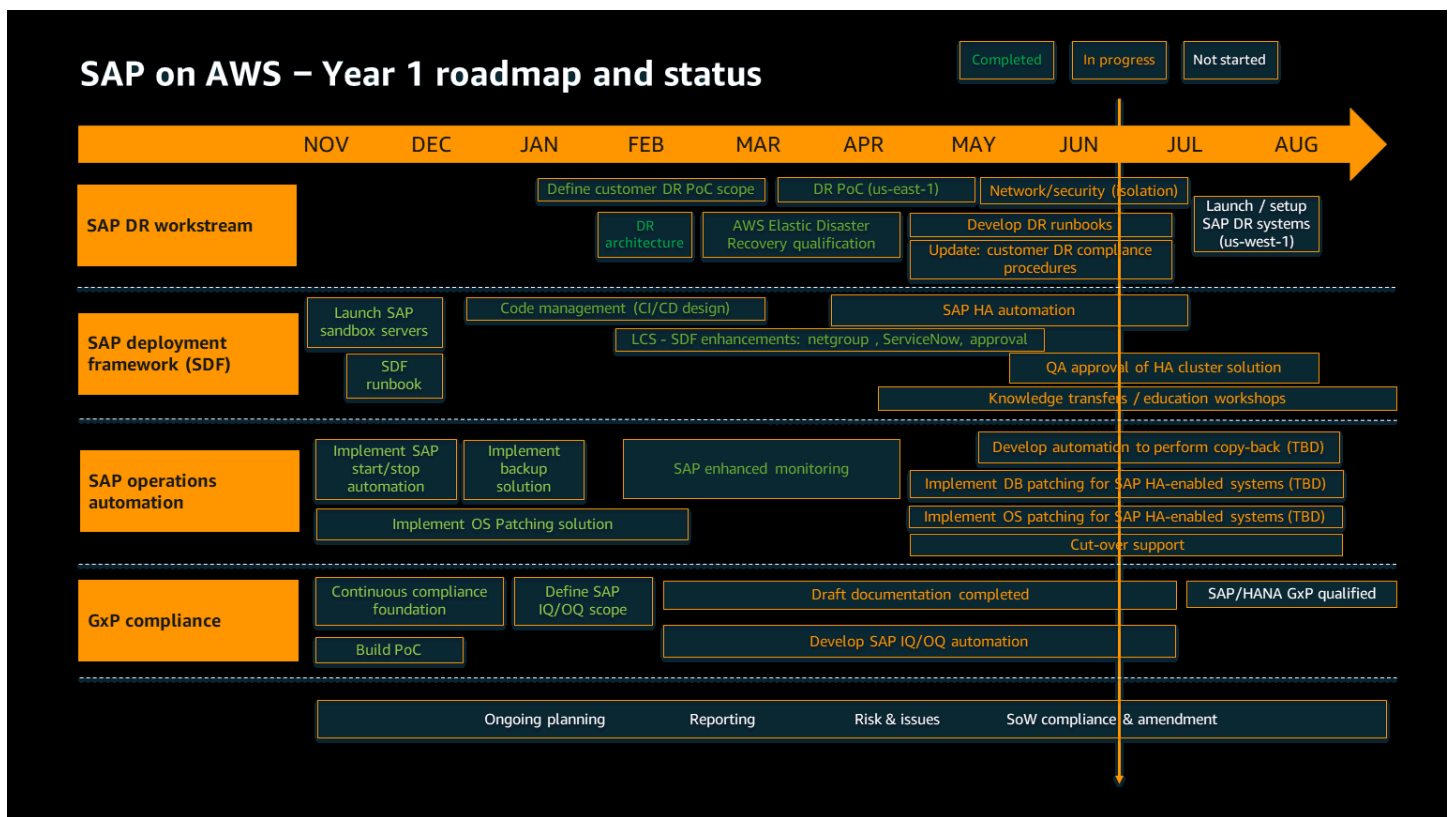 SAP on AWS – Year 1 roadmap and status
Completed
In progress
Not started
NOV DEC JAN FEB MAR APR MAY JUN JUL AUG
SAP DR workstream
Define customer DR PoC scope
DR PoC (us-east-1)
Network/security (isolation)
DR
architecture
AWS Elastic Disaster
Recovery qualification
Develop DR runbooks
Update: customer DR compliance
procedures
Launch / setup
SAP DR systems
(us-west-1)
SAP deployment
framework (SDF)
Launch SAP
sandbox servers
Code management (CI/CD design)
SAP HA automation
LCS - SDF enhancements: netgroup , ServiceNow, approval
SDF
runbook
QA approval of HA cluster solution
Knowledge transfers / education workshops
SAP operations
automation
Implement SAP
start/stop
automation
Implement
backup
solution
SAP enhanced monitoring
Develop automation to perform copy-back (TBD)
Implement DB patching for SAP HA-enabled systems (TBD)
Implement OS Patching solution
Implement OS patching for SAP HA-enabled systems (TBD)
Cut-over support
GxP compliance
Continuous compliance
foundation
Define SAP
IQ/OQ scope
Draft documentation completed
SAP/HANA GxP qualified
Build PoC
Develop SAP IQ/OQ automation
Ongoing planning
Reporting
Risk & issues
SoW compliance & amendment